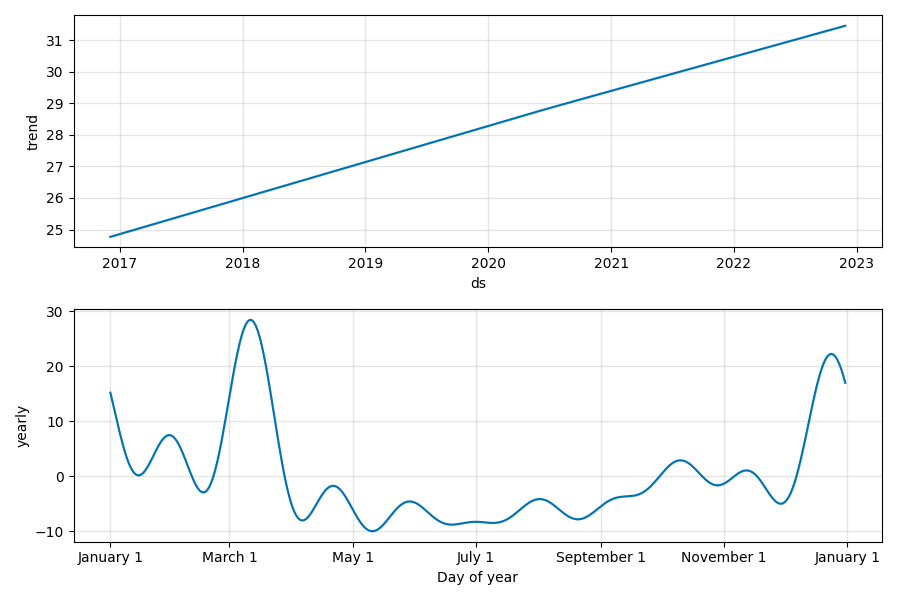 31
30
29
28
27
26
25
trend
2017 2018 2019 2020 2021 2022 2023
ds
30
20
10
0
−10
yearly
January 1 March 1 May 1 July 1 September 1 November 1 January 1
Day of year